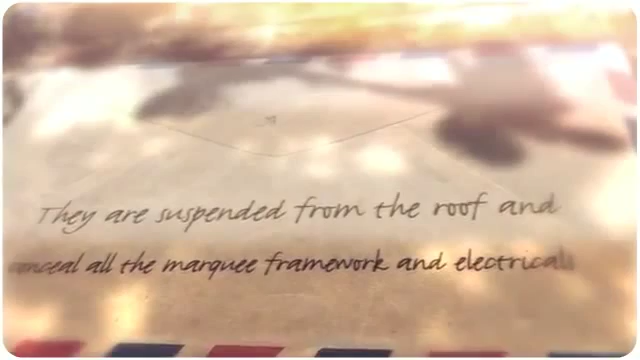 They are suspended from the roof and
conceal all the marquee framework and electricals